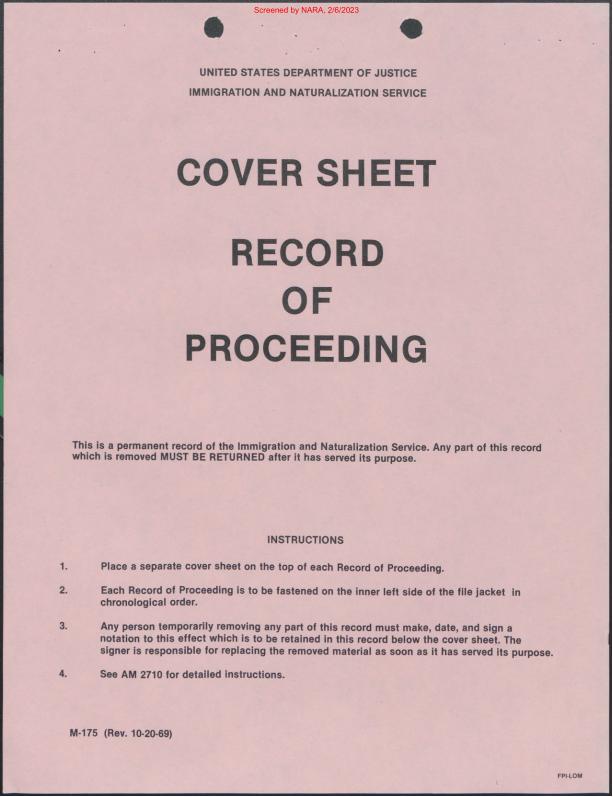 Screened by NARA, 2/6/2023
UNITED STATES DEPARTMENT OF JUSTICE
IMMIGRATION AND NATURALIZATION SERVICE
COVER SHEET
RECORD
OF
PROCEEDING
This is a permanent record of the Immigration and Naturalization Service. Any part of this record
which is removed MUST BE RETURNED after it has served its purpose.
INSTRUCTIONS
1. Place a separate cover sheet on the top of each Record of Proceeding.
2. Each Record of Proceeding is to be fastened on the inner left side of the file jacket in
chronological order.
3. Any person temporarily removing any part of this record must make, date, and sign a
notation to this effect which is to be retained in this record below the cover sheet. The
signer is responsible for replacing the removed material as soon as it has served its purpose.
4. See AM 2710 for detailed instructions.
M-175 (Rev. 10-20-69)
FPI-LOM